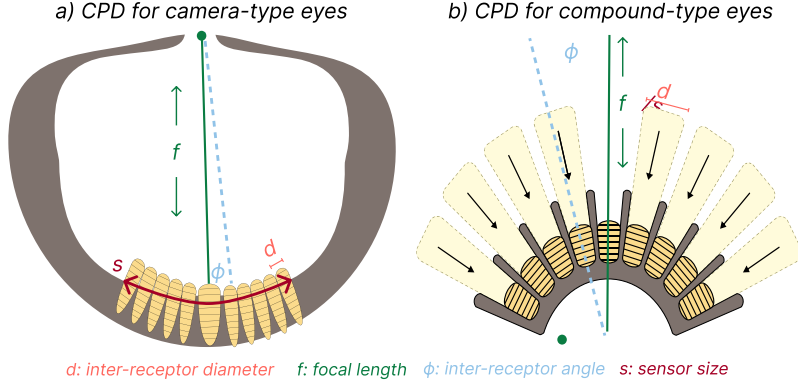 a) CPD for camera-type eyes
b) CPD for compound-type eyes
ϕ
d
s
f
f
d
s
ϕ
d: inter-receptor diameter f: focal length ϕ: inter-receptor angle s: sensor size